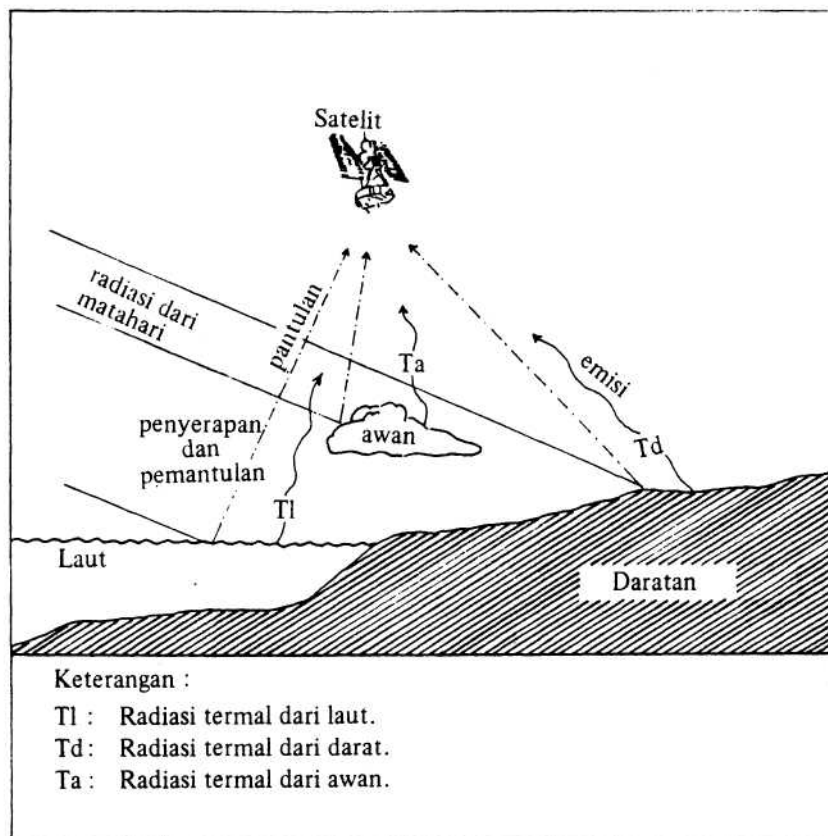 Satelit
radiasi dari
matahari
pantulan
Ta
emisi
penyerapan
dan
pemantulan
awan
Td
Tl
Laut
Daratan
Keterangan :
Tl : Radiasi termal dari laut.
Td : Radiasi termal dari darat.
Ta : Radiasi termal dari awan.